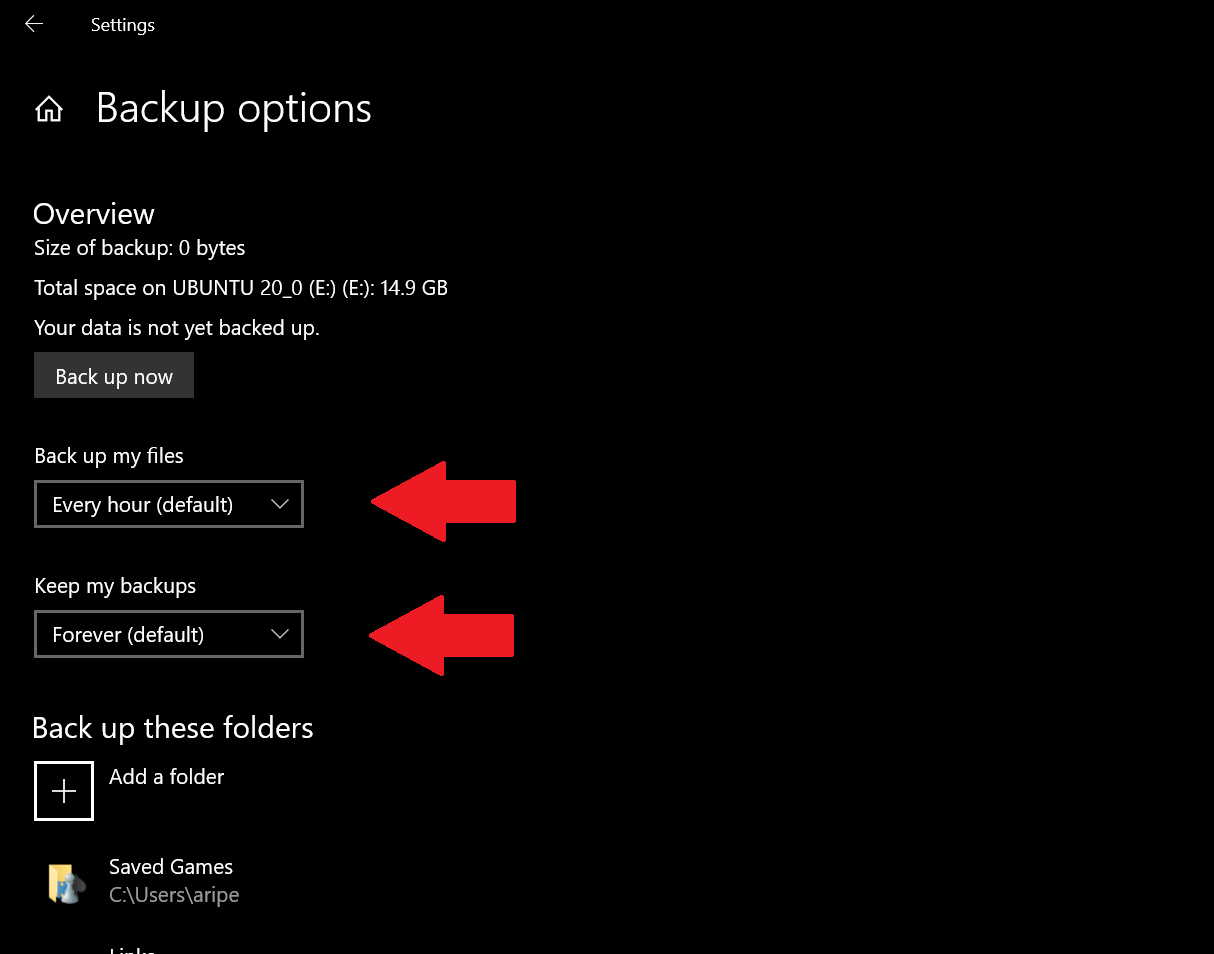 Settings
Backup options
Overview
Size of backup: 0 bytes
Total space on UBUNTU 20_0 (E:) (E:): 14.9 GB
Your data is not yet backed up.
Back up now
Back up my files
Every hour (default)
Keep my backups
Forever (default)
Back up these folders
Add a folder
Saved Games
C:\Users\aripe
Links